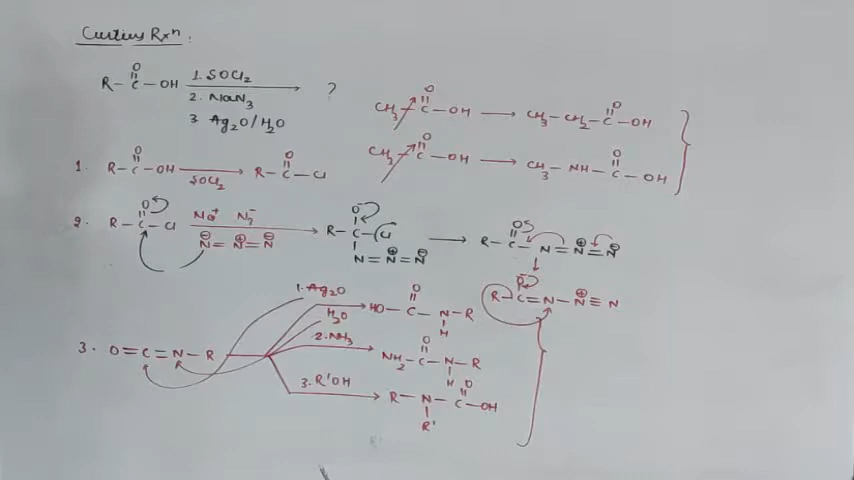 Curtius Rxⁿ :
R–C(=O)–OH 1. SOCl₂ 2. NaN₃ 3 Ag₂O/H₂O → ?
CH₃–C(=O)–OH → CH₃–CH₂–C(=O)–OH
CH₃–C(=O)–OH → CH₃–NH–C(=O)–OH
1. R–C(=O)–OH →(SOCl₂) R–C(=O)–Cl
2. R–C(=O)–Cl Na⁺ N₃⁻ N⊖=N⊕=N⊖ → R–C(O⁻)(Cl)–N=N⊕=N⊖ → R–C(=O)–N=N⊕=N⊖
R–C(O⁻)=N–N⊕≡N
3. O=C=N–R
1. Ag₂O H₂O → HO–C(=O)–N(H)–R
2. NH₃ → NH₂–C(=O)–N(H)–R
3. R'OH → R–N(R')–C(=O)–OH